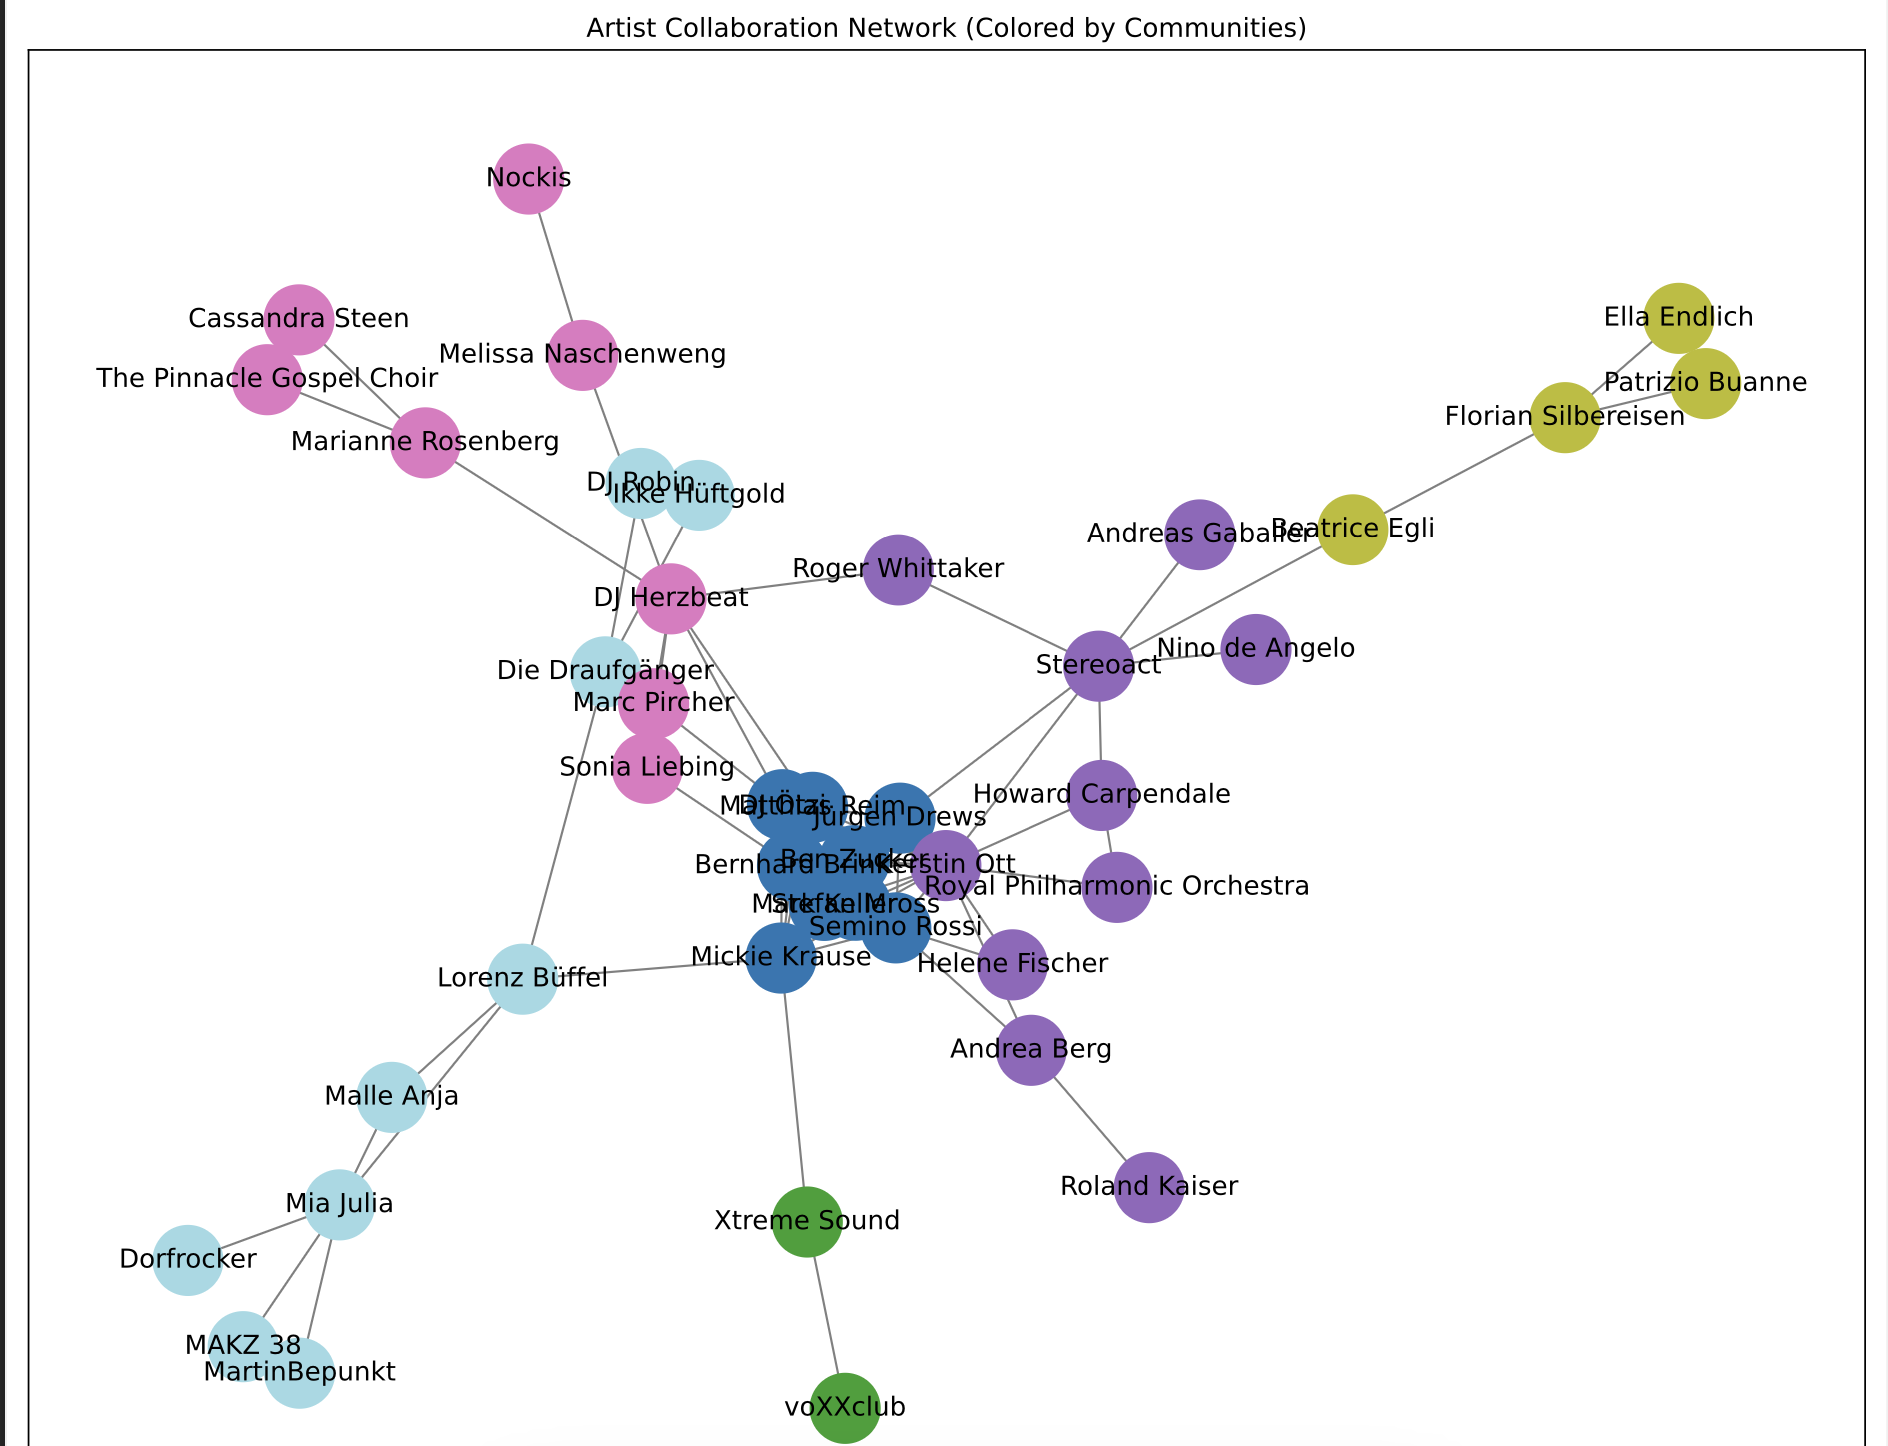 Artist Collaboration Network (Colored by Communities)
Nockis
Cassandra Steen
Ella Endlich
Melissa Naschenweng
The Pinnacle Gospel Choir
Patrizio Buanne
Florian Silbereisen
Marianne Rosenberg
DJ Robin
Ikke Hüftgold
Andreas Gabalier
Beatrice Egli
Roger Whittaker
DJ Herzbeat
Nino de Angelo
Stereoact
Die Draufgänger
Marc Pircher
Sonia Liebing
Howard Carpendale
Matthias Reim
DJ Ötzi
Jürgen Drews
Ben Zucker
Bernhard Brink
Kerstin Ott
Royal Philharmonic Orchestra
Mark Keller
Stefan Mross
Semino Rossi
Mickie Krause
Helene Fischer
Lorenz Büffel
Andrea Berg
Malle Anja
Roland Kaiser
Mia Julia
Xtreme Sound
Dorfrocker
MAKZ 38
MartinBepunkt
voXXclub